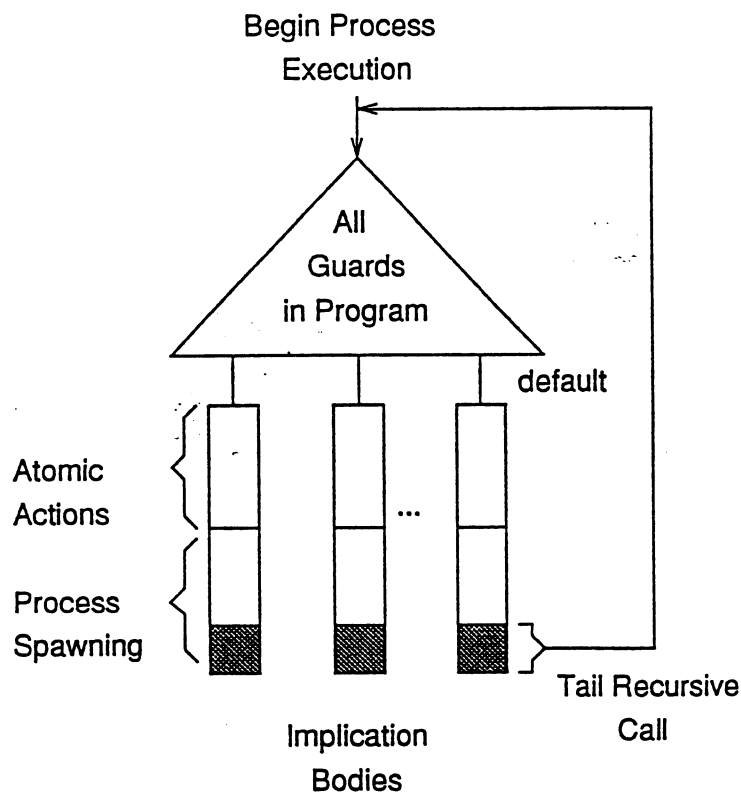 Begin Process
Execution
All
Guards
in Program
default
Atomic
Actions
...
Process
Spawning
Tail Recursive
Call
Implication
Bodies